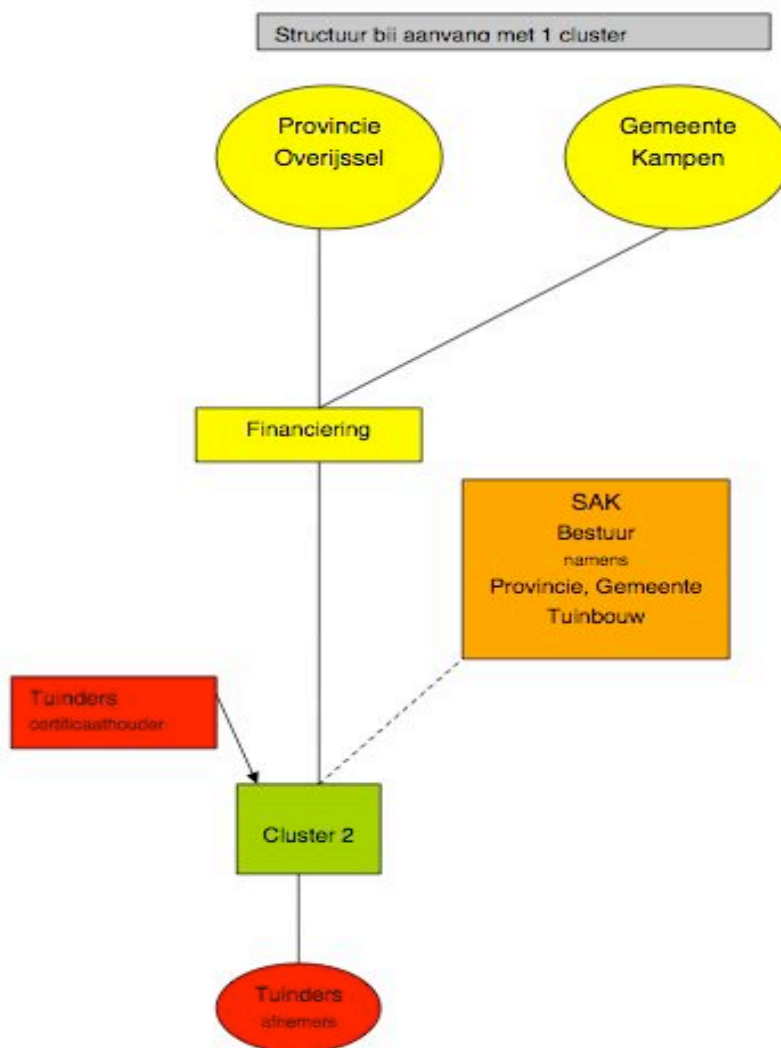 Structuur bij aanvang met 1 cluster
Provincie
Overijssel
Gemeente
Kampen
Financiering
SAK
Bestuur
namens
Provincie, Gemeente
Tuinbouw
Tuinders
certificaathouder
Cluster 2
Tuinders
afnemers